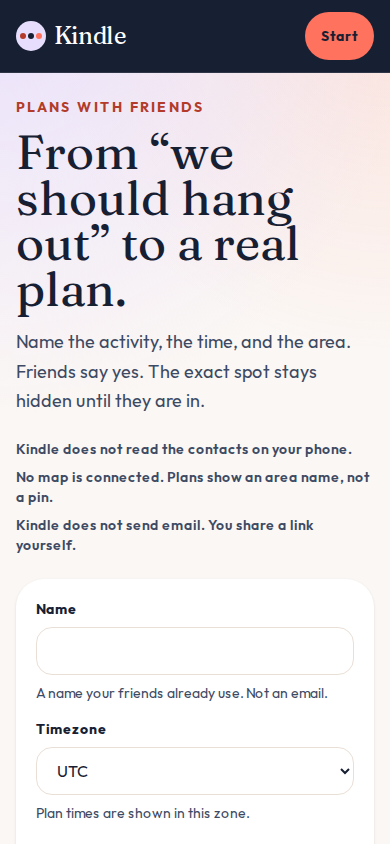 Kindle
Start
PLANS WITH FRIENDS
From “we
should hang
out” to a real
plan.
Name the activity, the time, and the area.
Friends say yes. The exact spot stays
hidden until they are in.
Kindle does not read the contacts on your phone.
No map is connected. Plans show an area name, not
a pin.
Kindle does not send email. You share a link
yourself.
Name
A name your friends already use. Not an email.
Timezone
UTC
Plan times are shown in this zone.